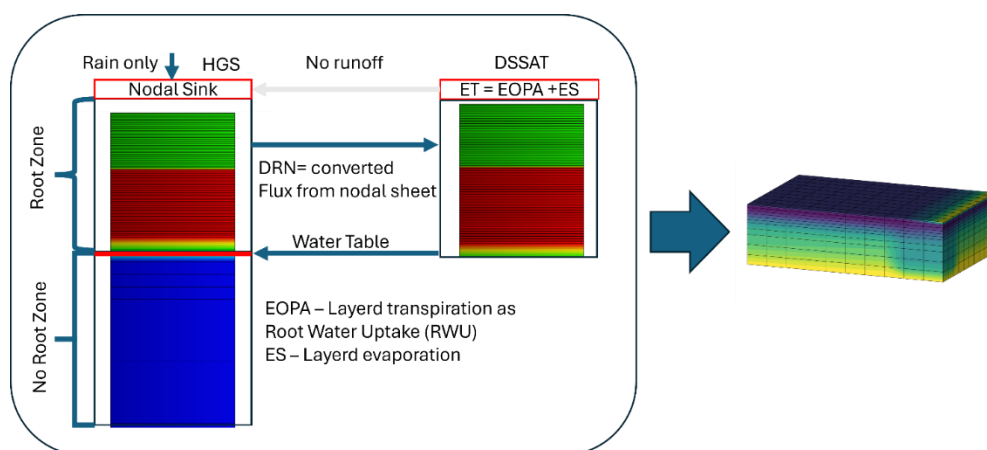 Rain only
HGS
No runoff
DSSAT
Nodal Sink
ET = EOPA +ES
Root Zone
DRN= converted
Flux from nodal sheet
Water Table
No Root Zone
EOPA – Layerd transpiration as
Root Water Uptake (RWU)
ES – Layerd evaporation